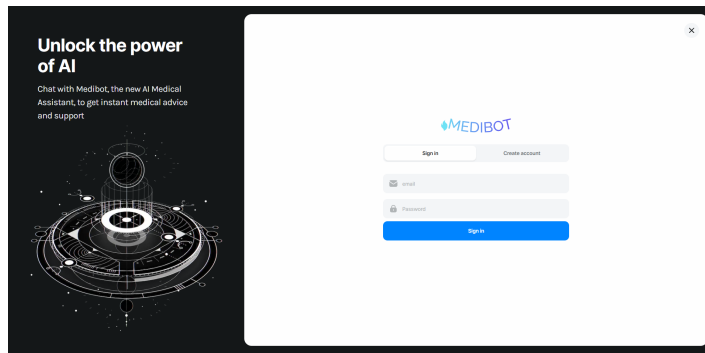 Unlock the power
of AI
Chat with Medibot, the new AI Medical
Assistant, to get instant medical advice
and support
MEDIBOT
Sign in
Create account
email
Password
Sign in